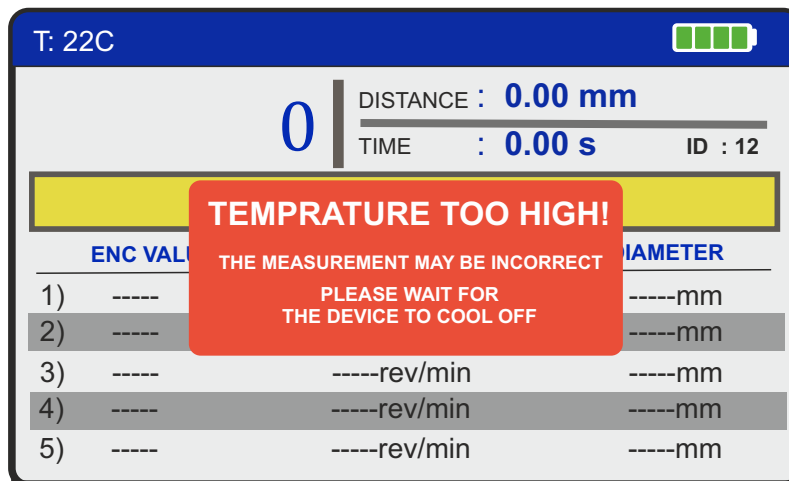 T: 22C
0
DISTANCE : 0.00 mm
TIME : 0.00 s ID : 12
TEMPRATURE TOO HIGH!
THE MEASUREMENT MAY BE INCORRECT
PLEASE WAIT FOR
THE DEVICE TO COOL OFF
ENC VAL IAMETER
1) ----- -----mm
2) ----- -----mm
3) ----- -----rev/min -----mm
4) ----- -----rev/min -----mm
5) ----- -----rev/min -----mm